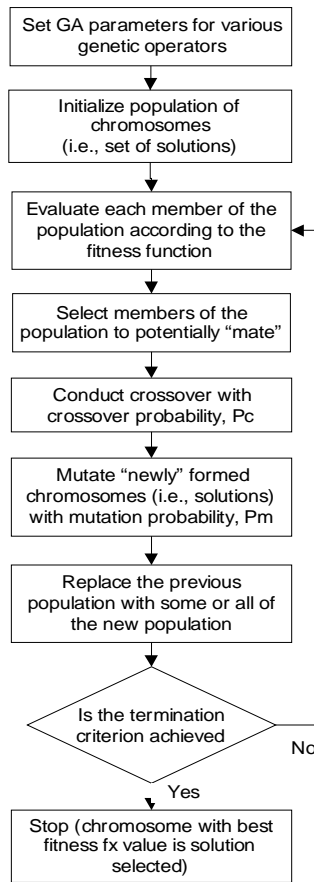 Set GA parameters for various
genetic operators
Initialize population of
chromosomes
(i.e., set of solutions)
Evaluate each member of the
population according to the
fitness function
Select members of the
population to potentially “mate”
Conduct crossover with
crossover probability, Pc
Mutate “newly” formed
chromosomes (i.e., solutions)
with mutation probability, Pm
Replace the previous
population with some or all of
the new population
Is the termination
criterion achieved
No
Yes
Stop (chromosome with best
fitness fx value is solution
selected)